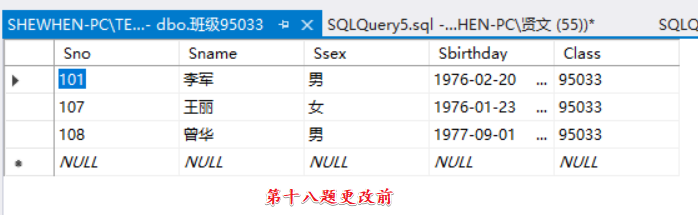 SHEWHEN-PC\TE...- dbo.班级95033 SQLQuery5.sql -...HEN-PC\贤文 (55))* SQLQ
Sno Sname Ssex Sbirthday Class
101 李军 男 1976-02-20 ... 95033
107 王丽 女 1976-01-23 ... 95033
108 曾华 男 1977-09-01 ... 95033
NULL NULL NULL NULL NULL
第十八题更改前